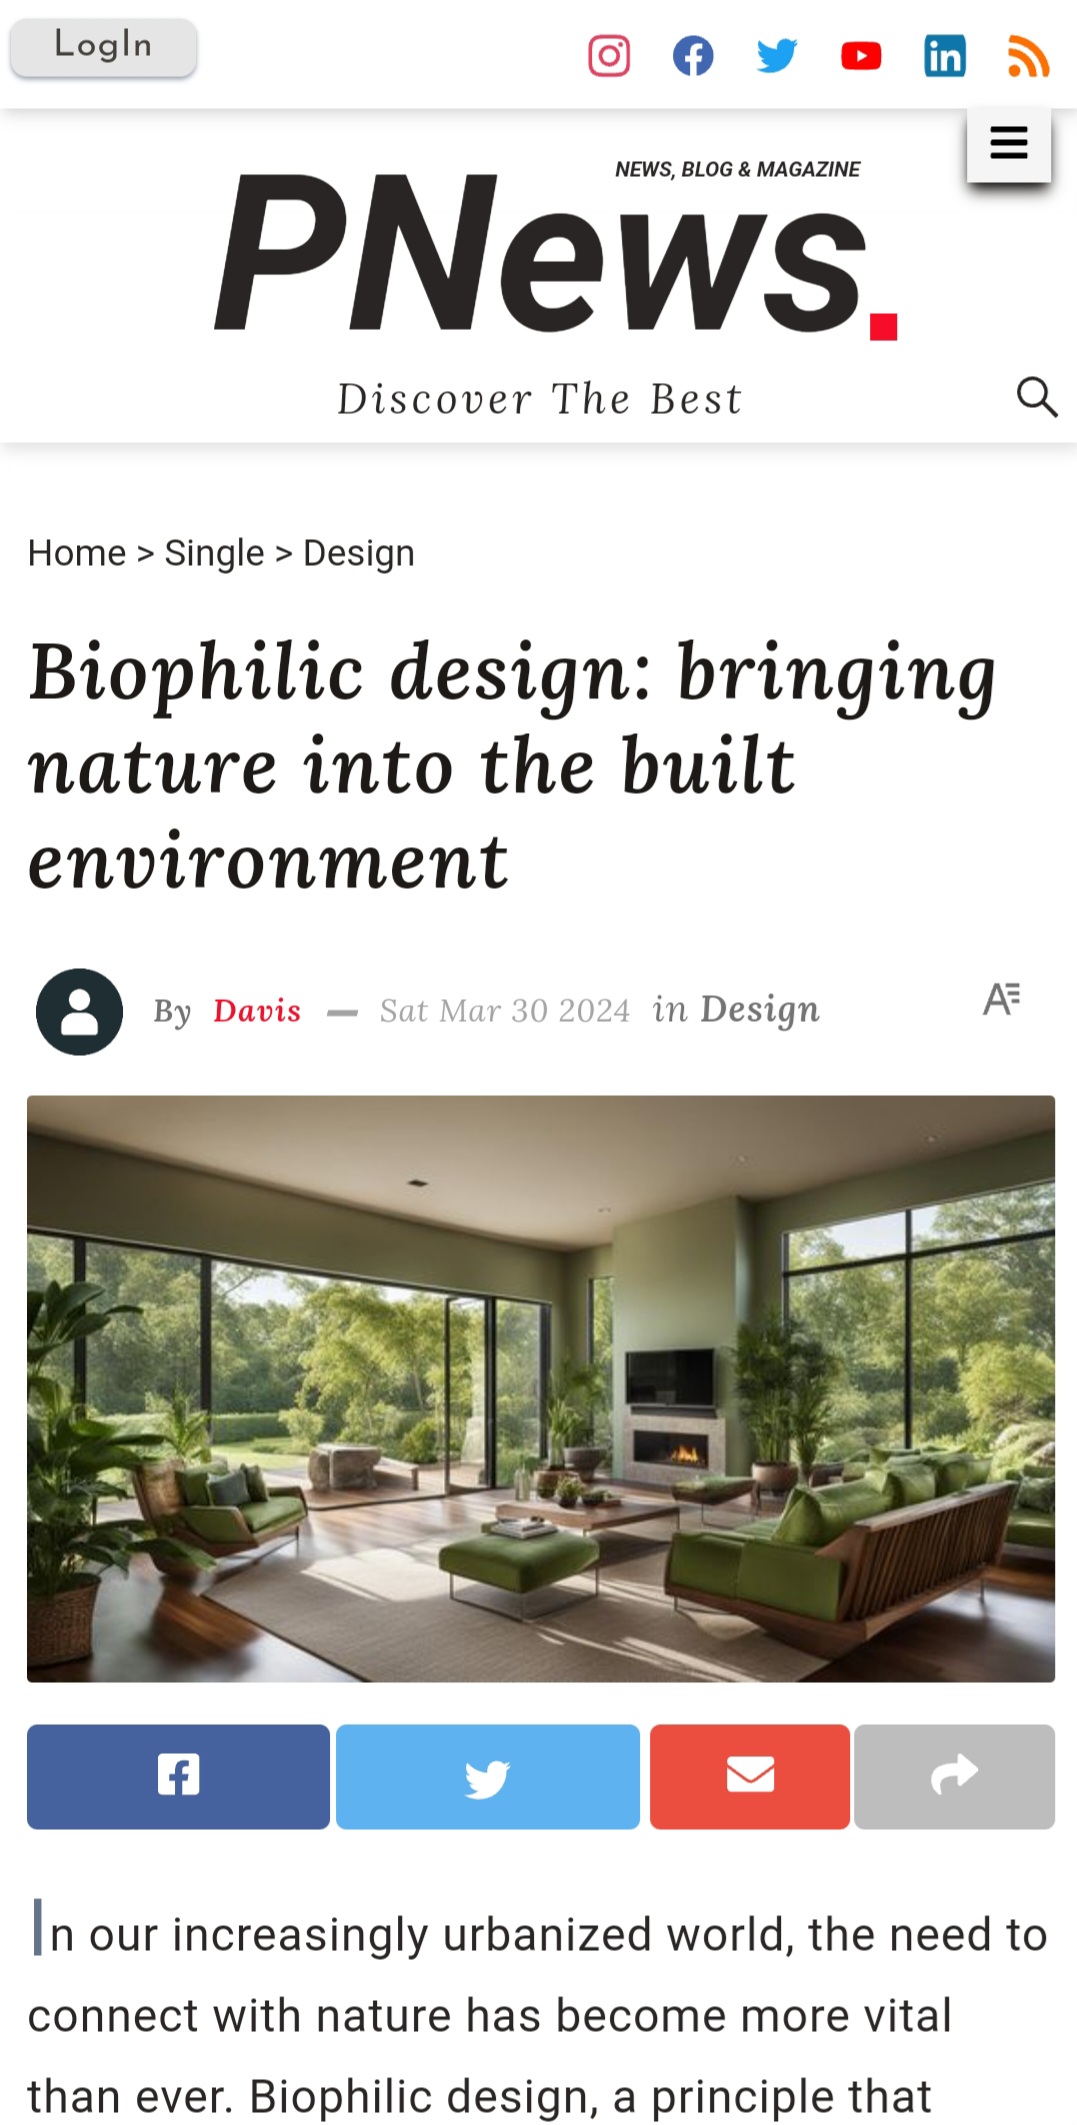 LogIn
NEWS, BLOG & MAGAZINE
PNews.
Discover The Best
Home > Single > Design
Biophilic design: bringing
nature into the built
environment
By Davis — Sat Mar 30 2024 in Design
In our increasingly urbanized world, the need to
connect with nature has become more vital
than ever. Biophilic design, a principle that